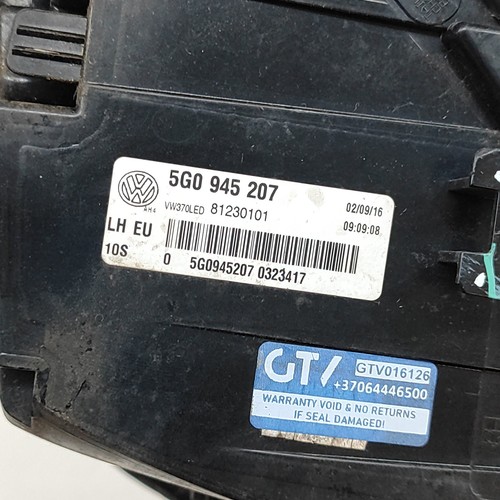 5G0 945 207
VW370LED 81230101
02/09/16
09:09:08
AH4
LH EU
10S
0 5G0945207 0323417
GTV GTV016126
+37064446500
WARRANTY VOID & NO RETURNS
IF SEAL DAMAGED!